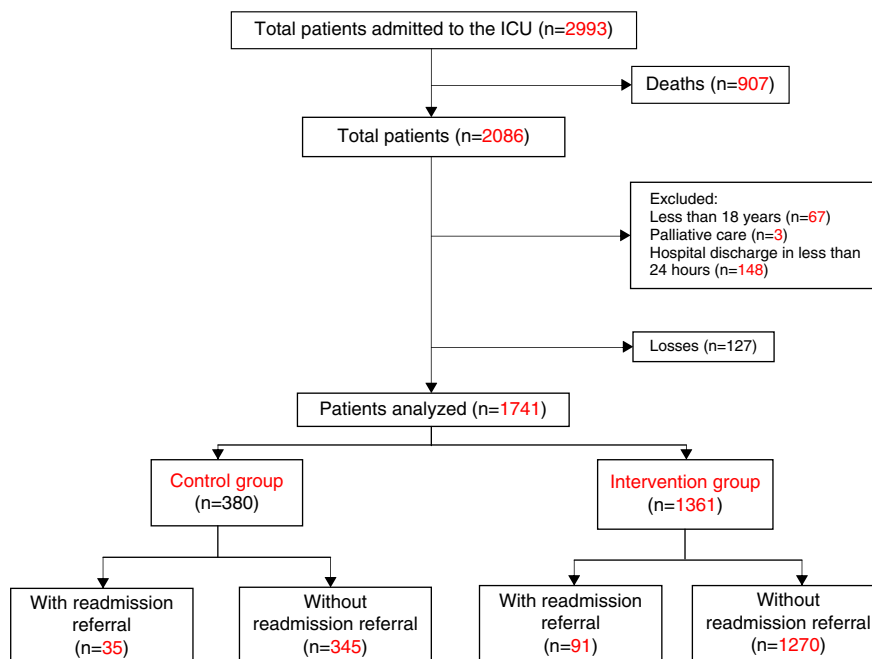 Total patients admitted to the ICU (n=2993)
Deaths (n=907)
Total patients (n=2086)
Excluded:
Less than 18 years (n=67)
Palliative care (n=3)
Hospital discharge in less than
24 hours (n=148)
Losses (n=127)
Patients analyzed (n=1741)
Control group
(n=380)
Intervention group
(n=1361)
With readmission
referral
(n=35)
Without
readmission referral
(n=345)
With readmission
referral
(n=91)
Without
readmission referral
(n=1270)